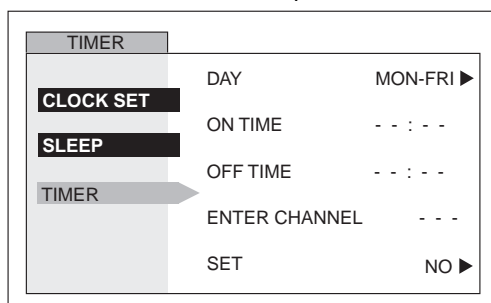 TIMER
CLOCK SET
SLEEP
TIMER
DAY MON-FRI ▶
ON TIME - - : - -
OFF TIME - - : - -
ENTER CHANNEL - - -
SET NO ▶